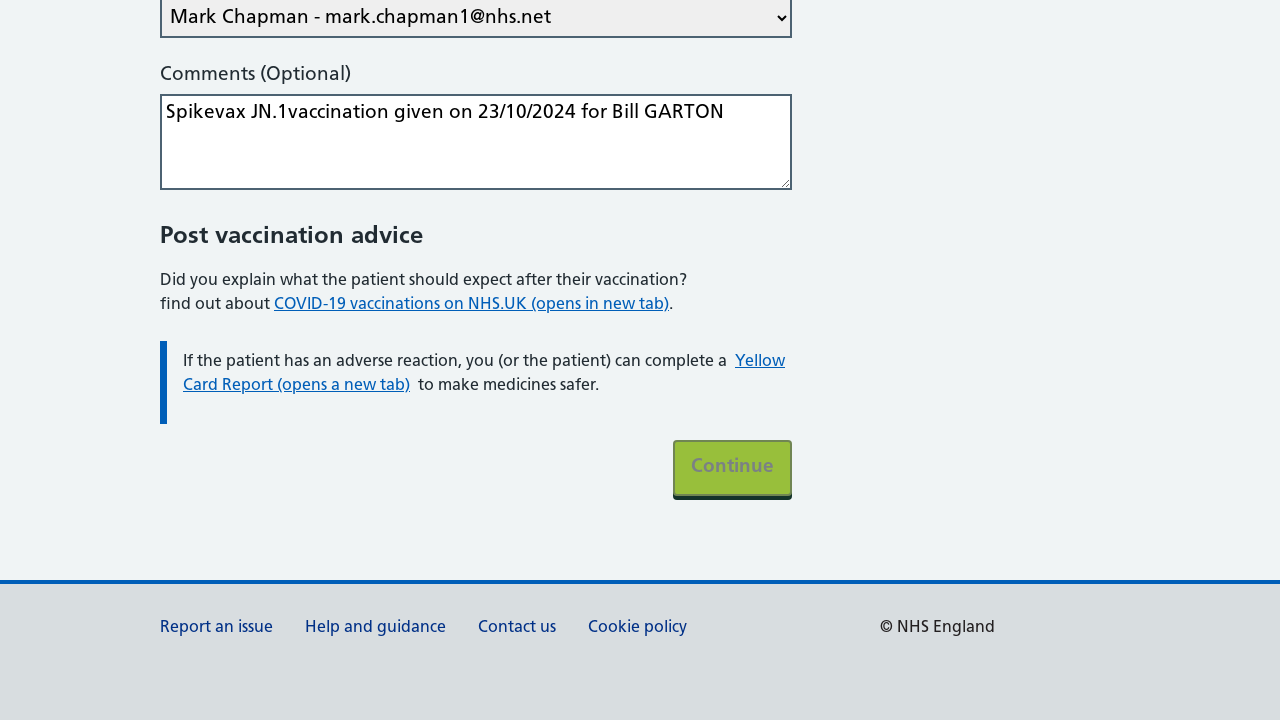 Mark Chapman - mark.chapman1@nhs.net
Comments (Optional)
Spikevax JN.1vaccination given on 23/10/2024 for Bill GARTON
Post vaccination advice
Did you explain what the patient should expect after their vaccination?
find out about COVID-19 vaccinations on NHS.UK (opens in new tab).
If the patient has an adverse reaction, you (or the patient) can complete a Yellow
Card Report (opens a new tab) to make medicines safer.
Continue
Report an issue Help and guidance Contact us Cookie policy © NHS England